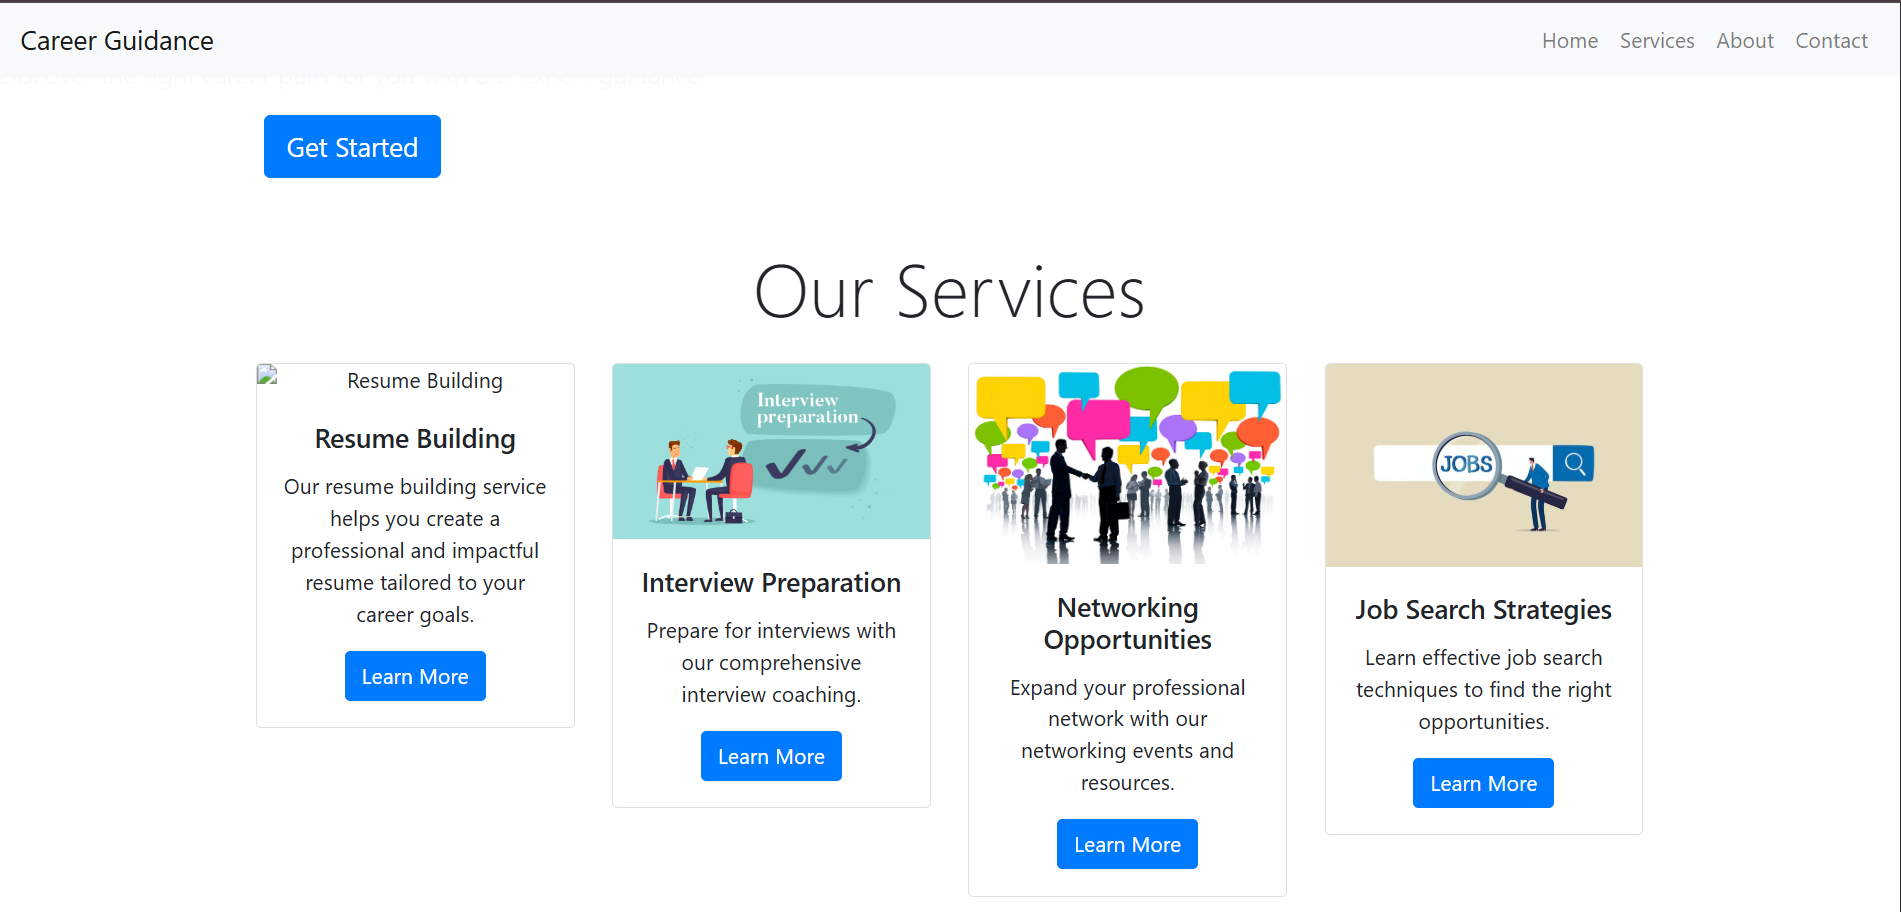 Career Guidance
Home Services About Contact
Get Started
Our Services
Resume Building
Resume Building
Our resume building service
helps you create a
professional and impactful
resume tailored to your
career goals.
Learn More
Interview
preparation
Interview Preparation
Prepare for interviews with
our comprehensive
interview coaching.
Learn More
Networking
Opportunities
Expand your professional
network with our
networking events and
resources.
Learn More
JOBS
Job Search Strategies
Learn effective job search
techniques to find the right
opportunities.
Learn More